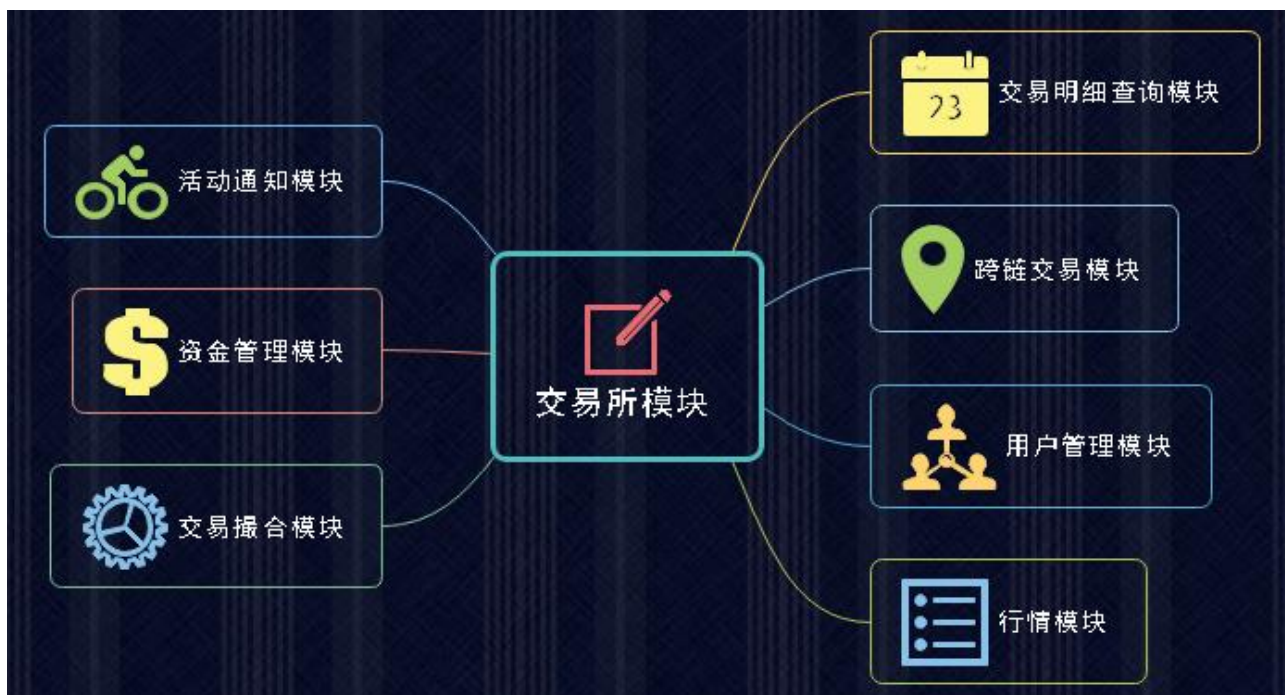 活动通知模块
资金管理模块
交易撮合模块
交易所模块
23
交易明细查询模块
跨链交易模块
用户管理模块
行情模块